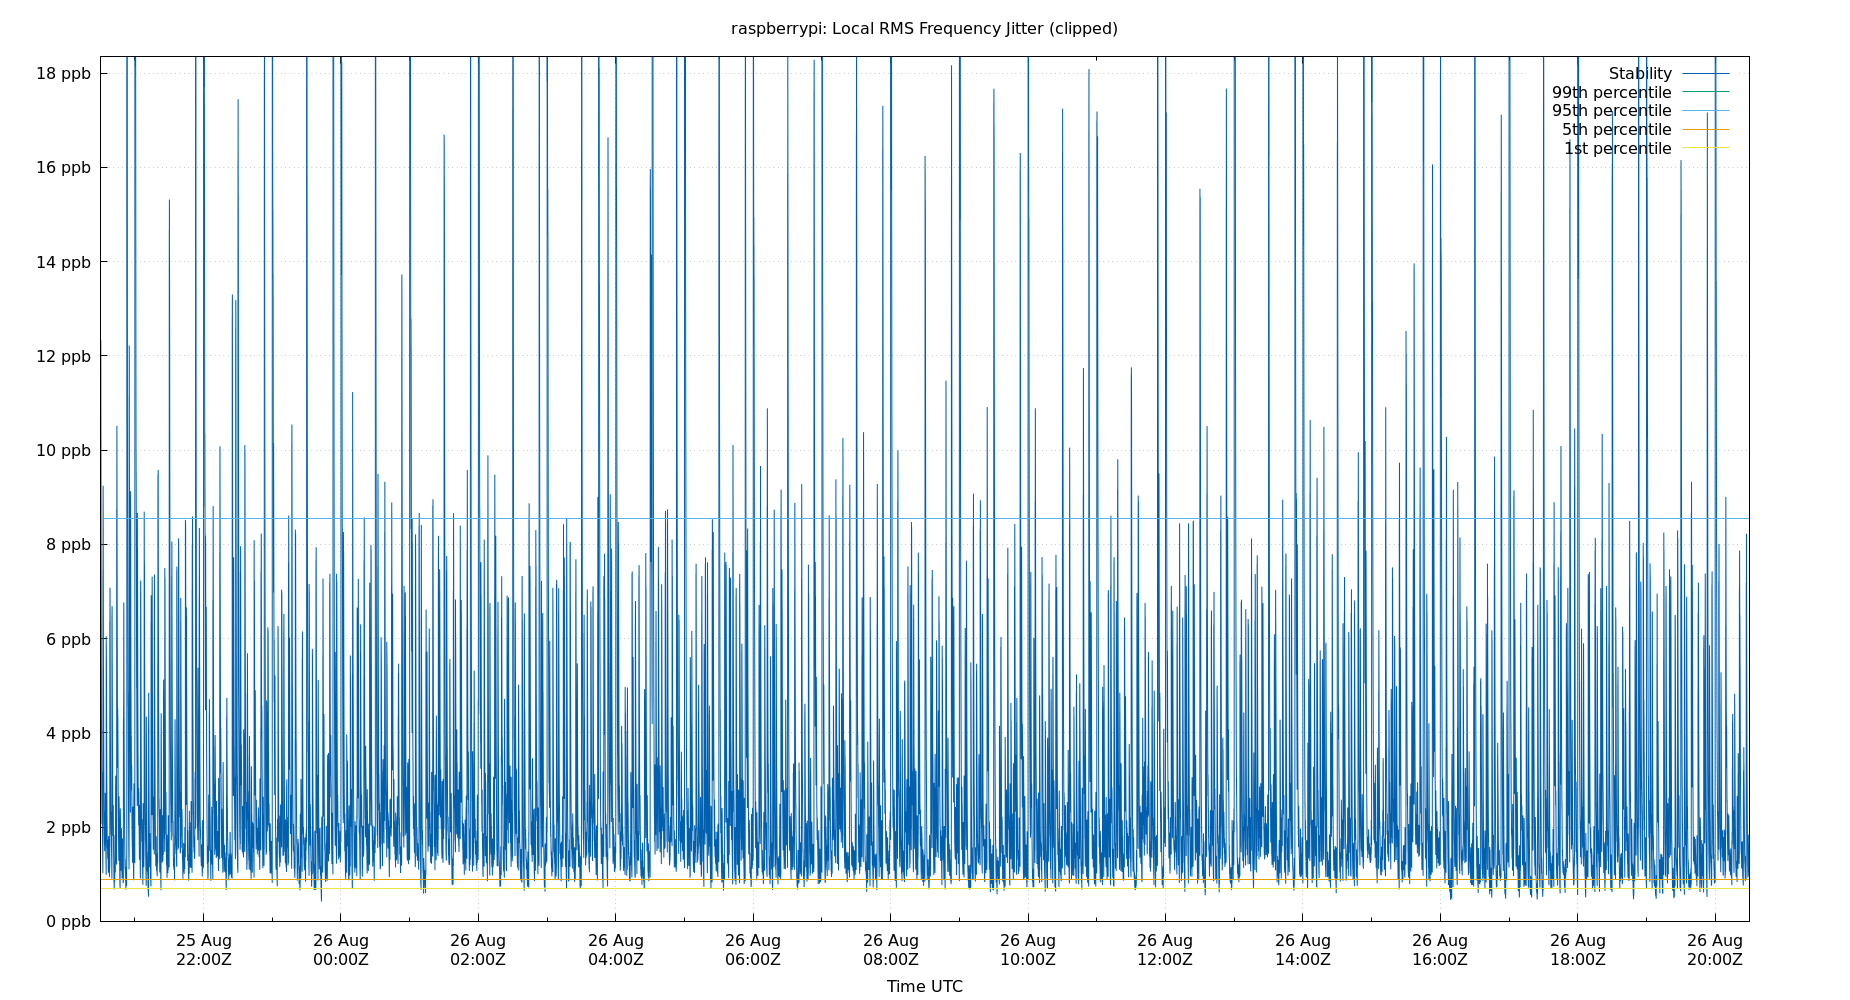 raspberrypi: Local RMS Frequency Jitter (clipped)
18 ppb
16 ppb
14 ppb
12 ppb
10 ppb
8 ppb
6 ppb
4 ppb
2 ppb
0 ppb
Stability
99th percentile
95th percentile
5th percentile
1st percentile
25 Aug 26 Aug 26 Aug 26 Aug 26 Aug 26 Aug 26 Aug 26 Aug 26 Aug 26 Aug 26 Aug 26 Aug
22:00Z 00:00Z 02:00Z 04:00Z 06:00Z 08:00Z 10:00Z 12:00Z 14:00Z 16:00Z 18:00Z 20:00Z
Time UTC